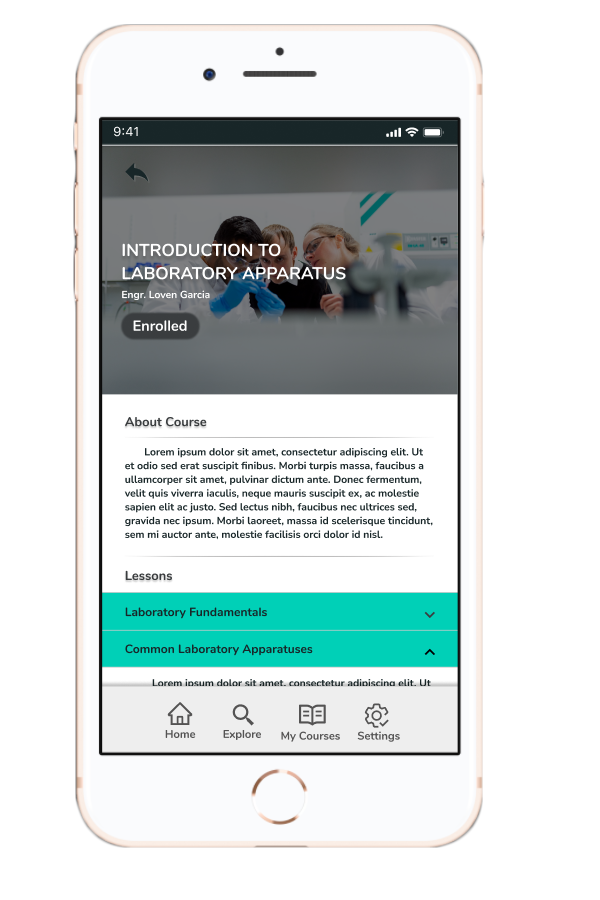 9:41
INTRODUCTION TO
LABORATORY APPARATUS
Engr. Loven Garcia
Enrolled
About Course
Lorem ipsum dolor sit amet, consectetur adipiscing elit. Ut
et odio sed erat suscipit finibus. Morbi turpis massa, faucibus a
ullamcorper sit amet, pulvinar dictum ante. Donec fermentum,
velit quis viverra iaculis, neque mauris suscipit ex, ac molestie
sapien elit ac justo. Sed lectus nibh, faucibus nec ultrices sed,
gravida nec ipsum. Morbi laoreet, massa id scelerisque tincidunt,
sem mi auctor ante, molestie facilisis orci dolor id nisl.
Lessons
Laboratory Fundamentals
Common Laboratory Apparatuses
Lorem ipsum dolor sit amet, consectetur adipiscing elit. Ut
Home
Explore
My Courses
Settings